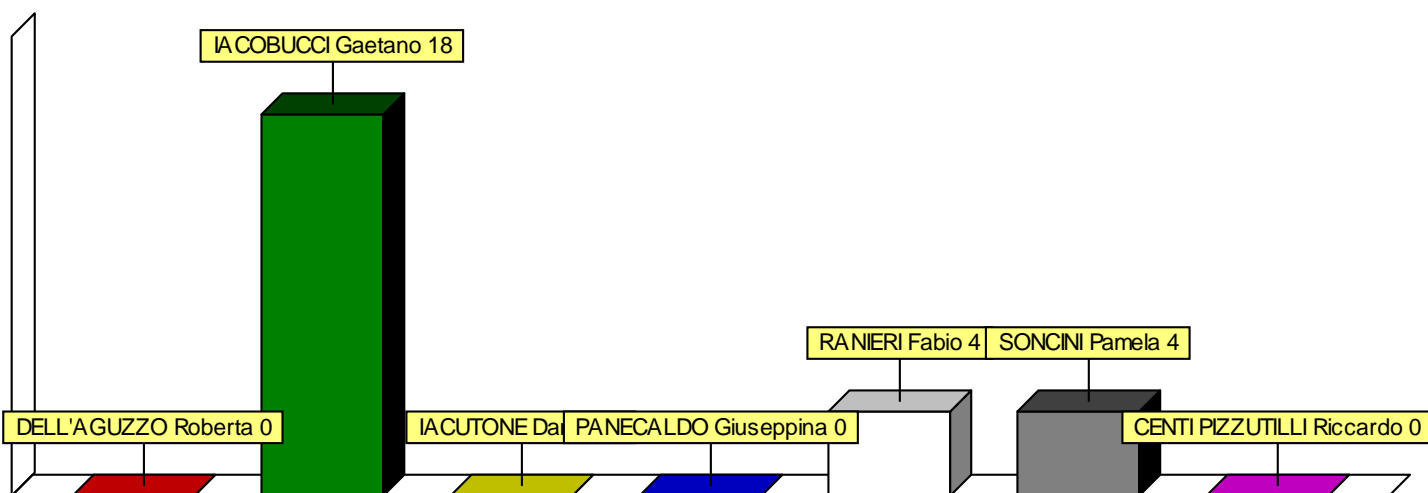 IACOBUCCI Gaetano 18
RANIERI Fabio 4
SONCINI Pamela 4
DELL'AGUZZO Roberta 0
IACUTONE
PANECALDO Giuseppina 0
CENTI PIZZUTILLI Riccardo 0